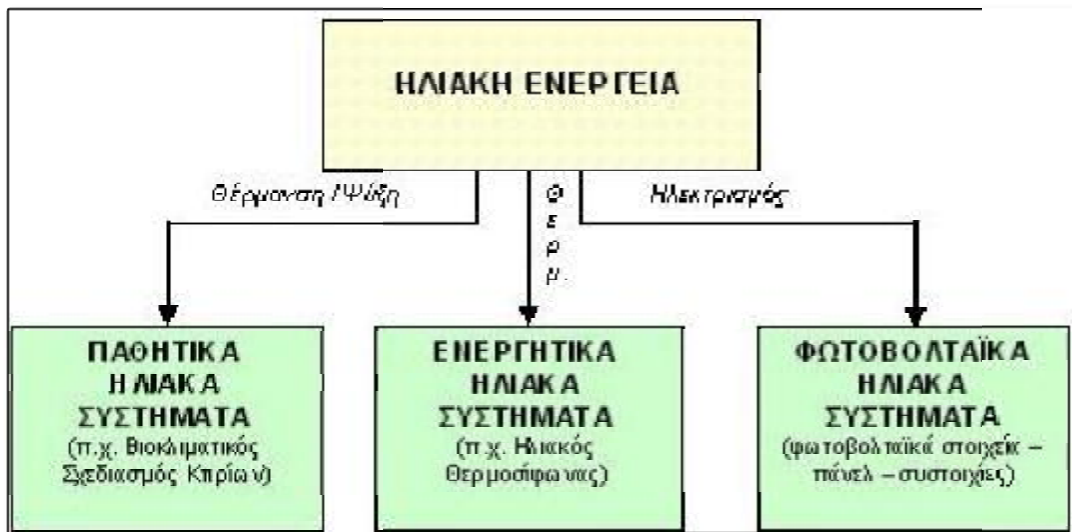 ΗΛΙΑΚΗ ΕΝΕΡΓΕΙΑ
Θέρμανση /Ψύξη
Θ
ε
ρ
μ.
Ηλεκτρισμός
ΠΑΘΗΤΙΚΑ
ΗΛΙΑΚΑ
ΣΥΣΤΗΜΑΤΑ
(π.χ. Βιοκλιματικός
Σχεδιασμός Κτιρίων)
ΕΝΕΡΓΗΤΙΚΑ
ΗΛΙΑΚΑ
ΣΥΣΤΗΜΑΤΑ
(π.χ. Ηλιακός
Θερμοσίφωνας)
ΦΩΤΟΒΟΛΤΑΪΚΑ
ΗΛΙΑΚΑ
ΣΥΣΤΗΜΑΤΑ
(φωτοβολταϊκά στοιχεία –
πάνελ – συστοιχίες)